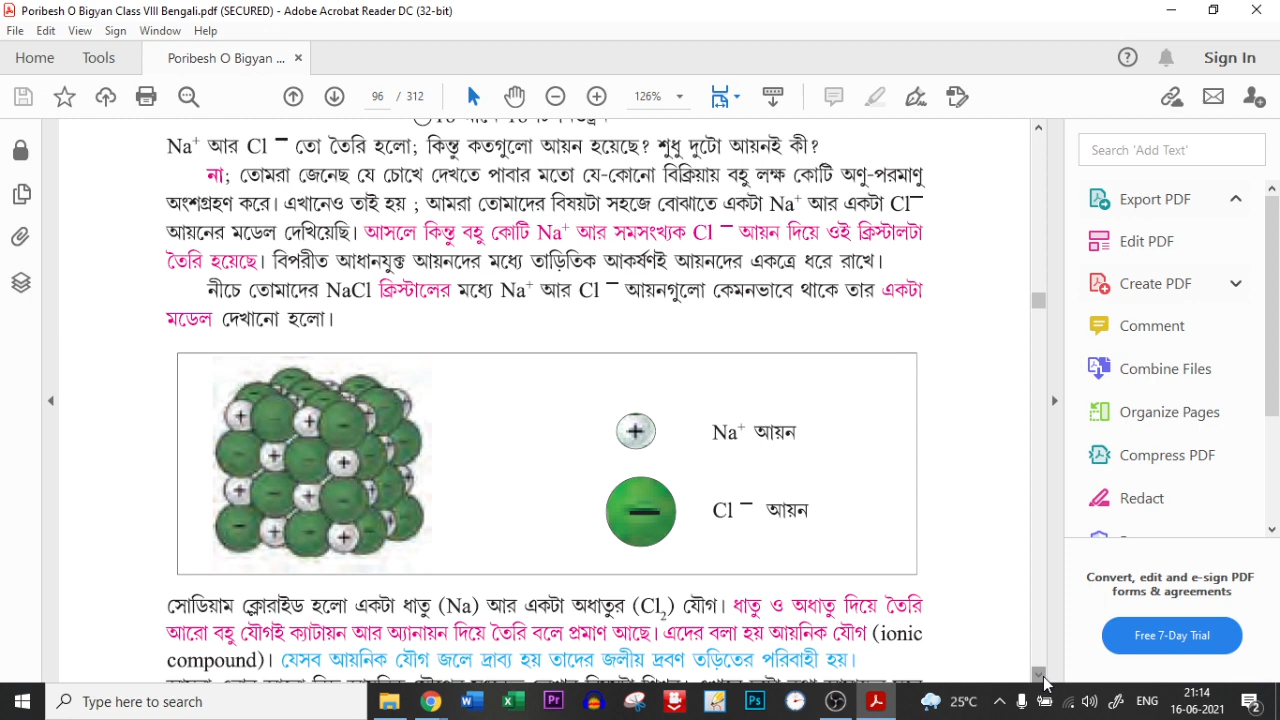 Poribesh O Bigyan Class VIII Bengali.pdf (SECURED) - Adobe Acrobat Reader DC (32-bit)
File Edit View Sign Window Help
Home Tools Poribesh O Bigyan ... × Sign In
96 / 312 126%
Na⁺ আর Cl⁻ তো তৈরি হলো; কিন্তু কতগুলো আয়ন হয়েছে? শুধু দুটো আয়নই কী?
না; তোমরা জেনেছ যে চোখে দেখতে পাবার মতো যে-কোনো বিক্রিয়ায় বহু লক্ষ কোটি অণু-পরমাণু
অংশগ্রহণ করে। এখানেও তাই হয় ; আমরা তোমাদের বিষয়টা সহজে বোঝাতে একটা Na⁺ আর একটা Cl⁻
আয়নের মডেল দেখিয়েছি। আসলে কিন্তু বহু কোটি Na⁺ আর সমসংখ্যক Cl⁻ আয়ন দিয়ে ওই ক্রিস্টালটা
তৈরি হয়েছে। বিপরীত আধানযুক্ত আয়নদের মধ্যে তাড়িতিক আকর্ষণই আয়নদের একত্রে ধরে রাখে।
নীচে তোমাদের NaCl ক্রিস্টালের মধ্যে Na⁺ আর Cl⁻ আয়নগুলো কেমনভাবে থাকে তার একটা
মডেল দেখানো হলো।
Na⁺ আয়ন
Cl⁻ আয়ন
সোডিয়াম ক্লোরাইড হলো একটা ধাতু (Na) আর একটা অধাতুর (Cl₂) যৌগ। ধাতু ও অধাতু দিয়ে তৈরি
আরো বহু যৌগই ক্যাটায়ন আর অ্যানায়ন দিয়ে তৈরি বলে প্রমাণ আছে। এদের বলা হয় আয়নিক যৌগ (ionic
compound)। যেসব আয়নিক যৌগ জলে দ্রাব্য হয় তাদের জলীয় দ্রবণ তড়িতের পরিবাহী হয়।
Search 'Add Text'
Export PDF
Edit PDF
Create PDF
Comment
Combine Files
Organize Pages
Compress PDF
Redact
Convert, edit and e-sign PDF
forms & agreements
Free 7-Day Trial
Type here to search
25°C ENG 21:14
16-06-2021
2